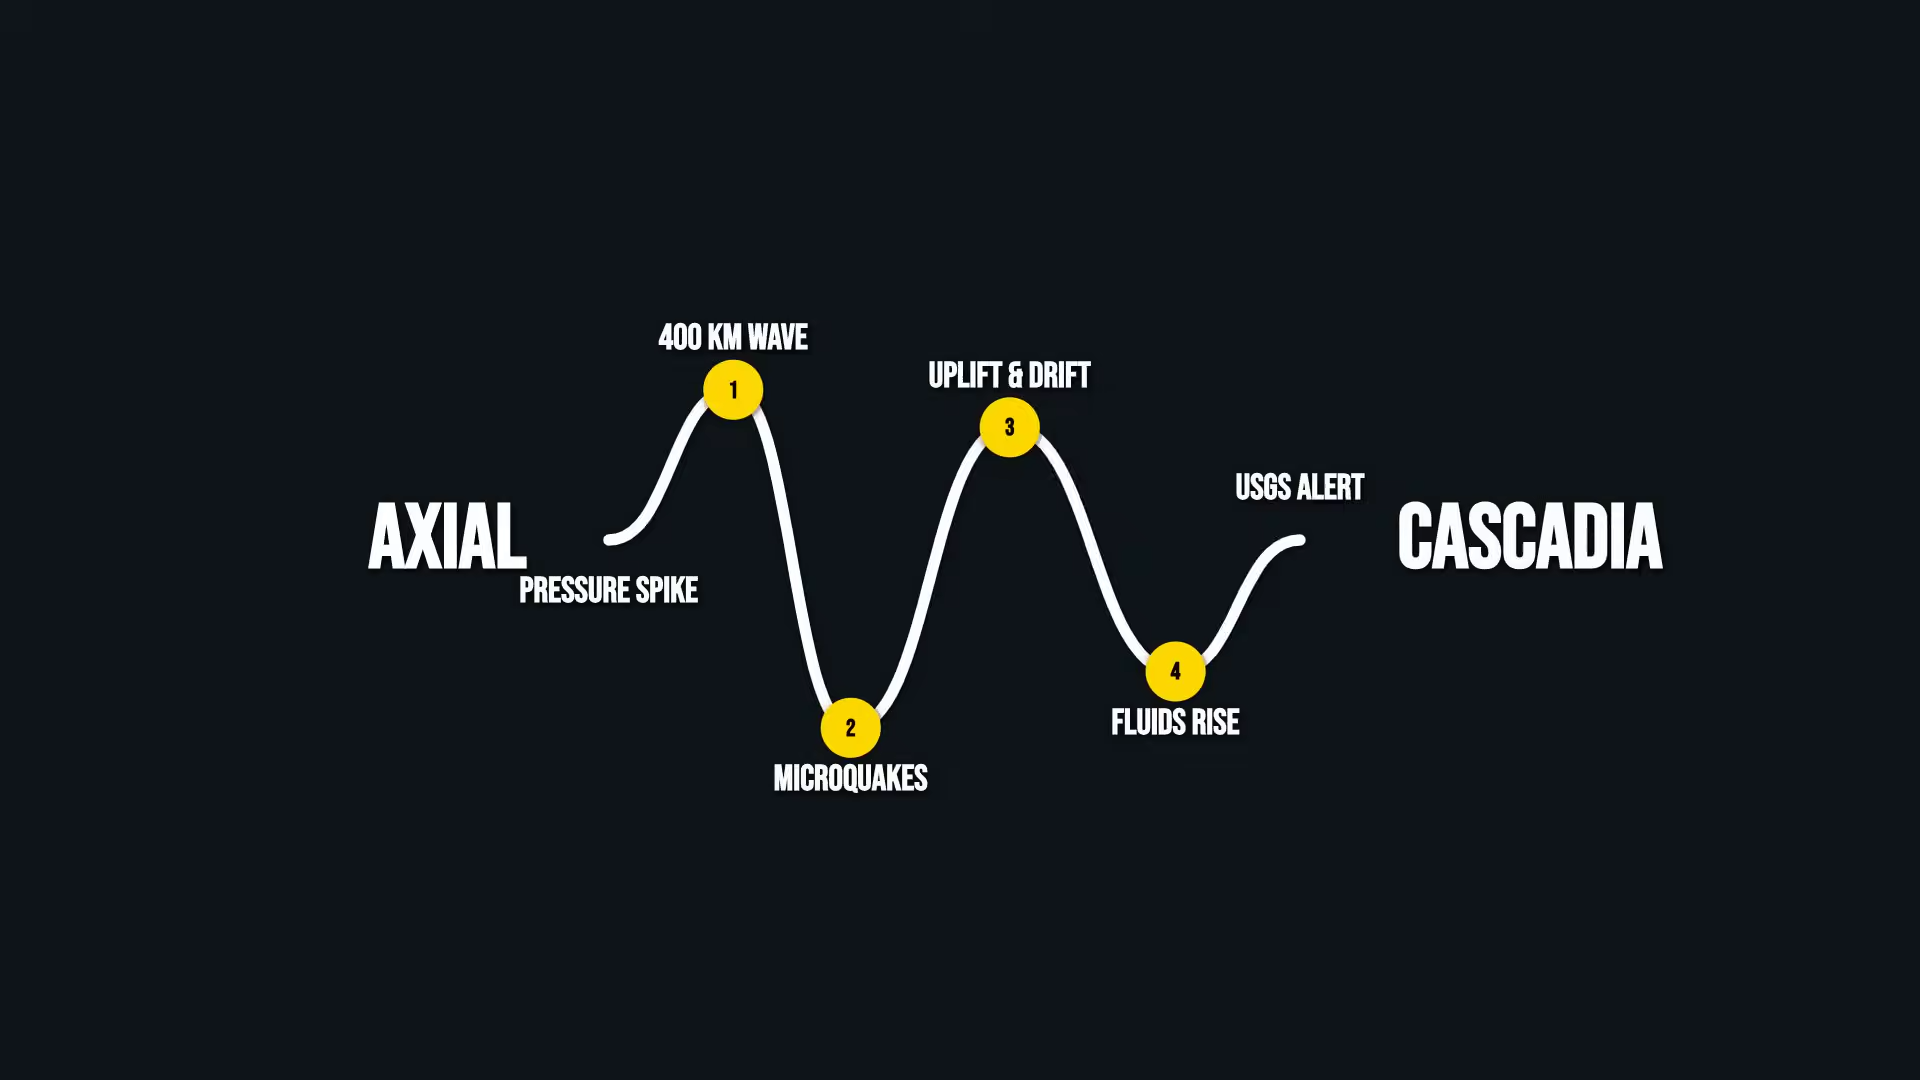 AXIAL
PRESSURE SPIKE
400 KM WAVE
1
2
MICROQUAKES
UPLIFT & DRIFT
3
4
FLUIDS RISE
USGS ALERT
CASCADIA